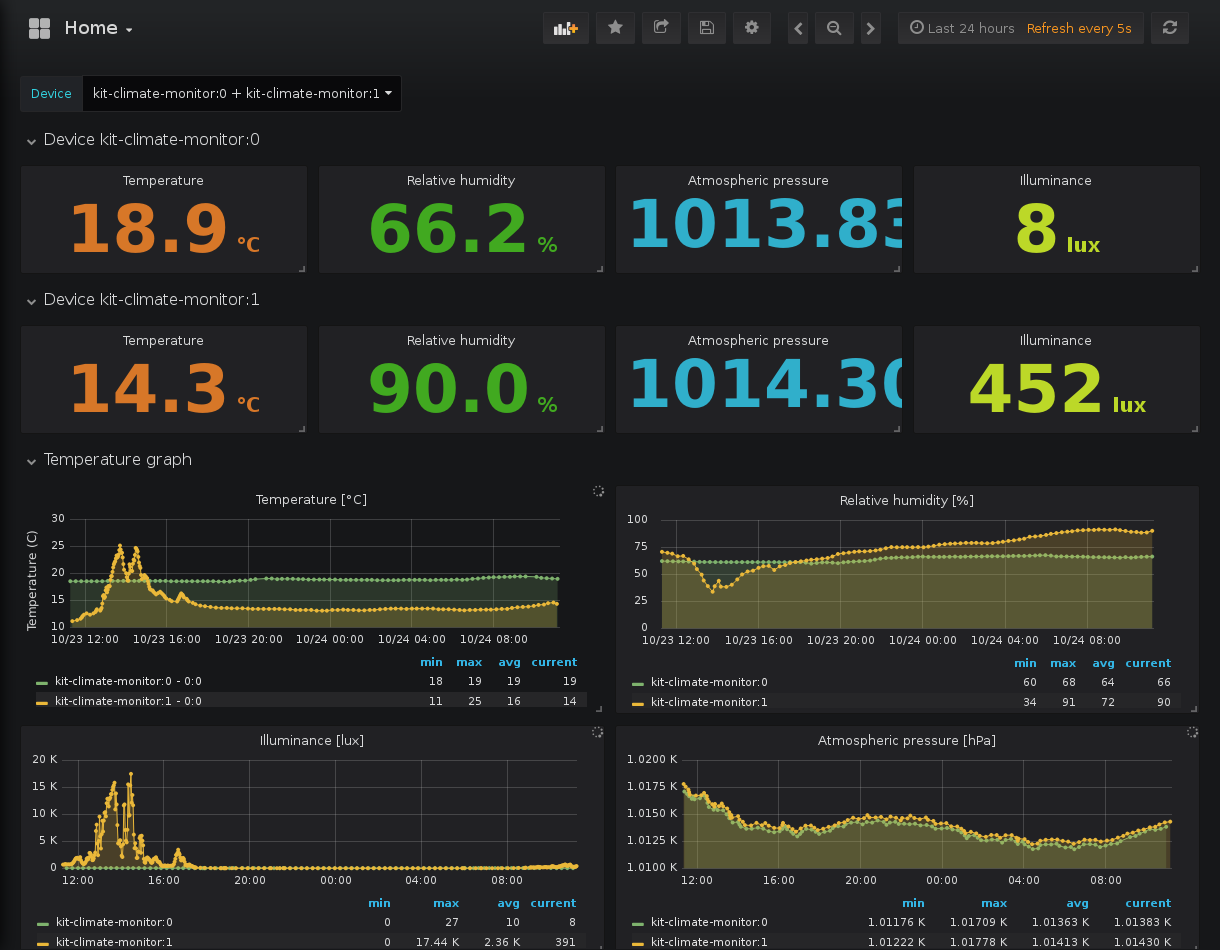 Home
Last 24 hours Refresh every 5s
Device kit-climate-monitor:0 + kit-climate-monitor:1
Device kit-climate-monitor:0
Temperature Relative humidity Atmospheric pressure Illuminance
18.9 °C 66.2 % 1013.83 8 lux
Device kit-climate-monitor:1
Temperature Relative humidity Atmospheric pressure Illuminance
14.3 °C 90.0 % 1014.30 452 lux
Temperature graph
Temperature [°C]
Temperature (C)
30
25
20
15
10
10/23 12:00 10/23 16:00 10/23 20:00 10/24 00:00 10/24 04:00 10/24 08:00
min max avg current
kit-climate-monitor:0 - 0:0 18 19 19 19
kit-climate-monitor:1 - 0:0 11 25 16 14
Relative humidity [%]
100
75
50
25
0
10/23 12:00 10/23 16:00 10/23 20:00 10/24 00:00 10/24 04:00 10/24 08:00
min max avg current
kit-climate-monitor:0 60 68 64 66
kit-climate-monitor:1 34 91 72 90
Illuminance [lux]
20 K
15 K
10 K
5 K
0
12:00 16:00 20:00 00:00 04:00 08:00
min max avg current
kit-climate-monitor:0 0 27 10 8
kit-climate-monitor:1 0 17.44 K 2.36 K 391
Atmospheric pressure [hPa]
1.0200 K
1.0175 K
1.0150 K
1.0125 K
1.0100 K
12:00 16:00 20:00 00:00 04:00 08:00
min max avg current
kit-climate-monitor:0 1.01176 K 1.01709 K 1.01363 K 1.01383 K
kit-climate-monitor:1 1.01222 K 1.01778 K 1.01413 K 1.01430 K